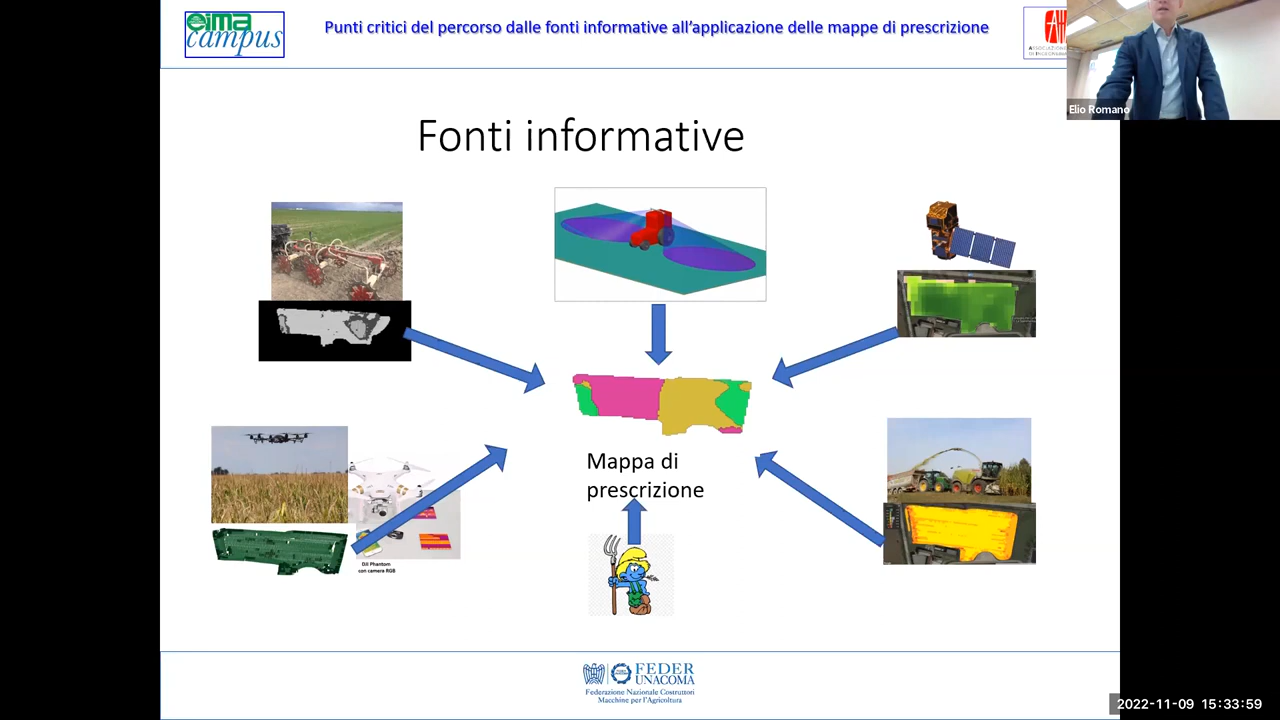 eima
campus
Punti critici del percorso dalle fonti informative all'applicazione delle mappe di prescrizione
Elio Romano
Fonti informative
Mappa di
prescrizione
DJI Phantom
con camera RGB
FEDER
UNACOMA
Federazione Nazionale Costruttori
Macchine per l'Agricoltura
2022-11-09 15:33:59